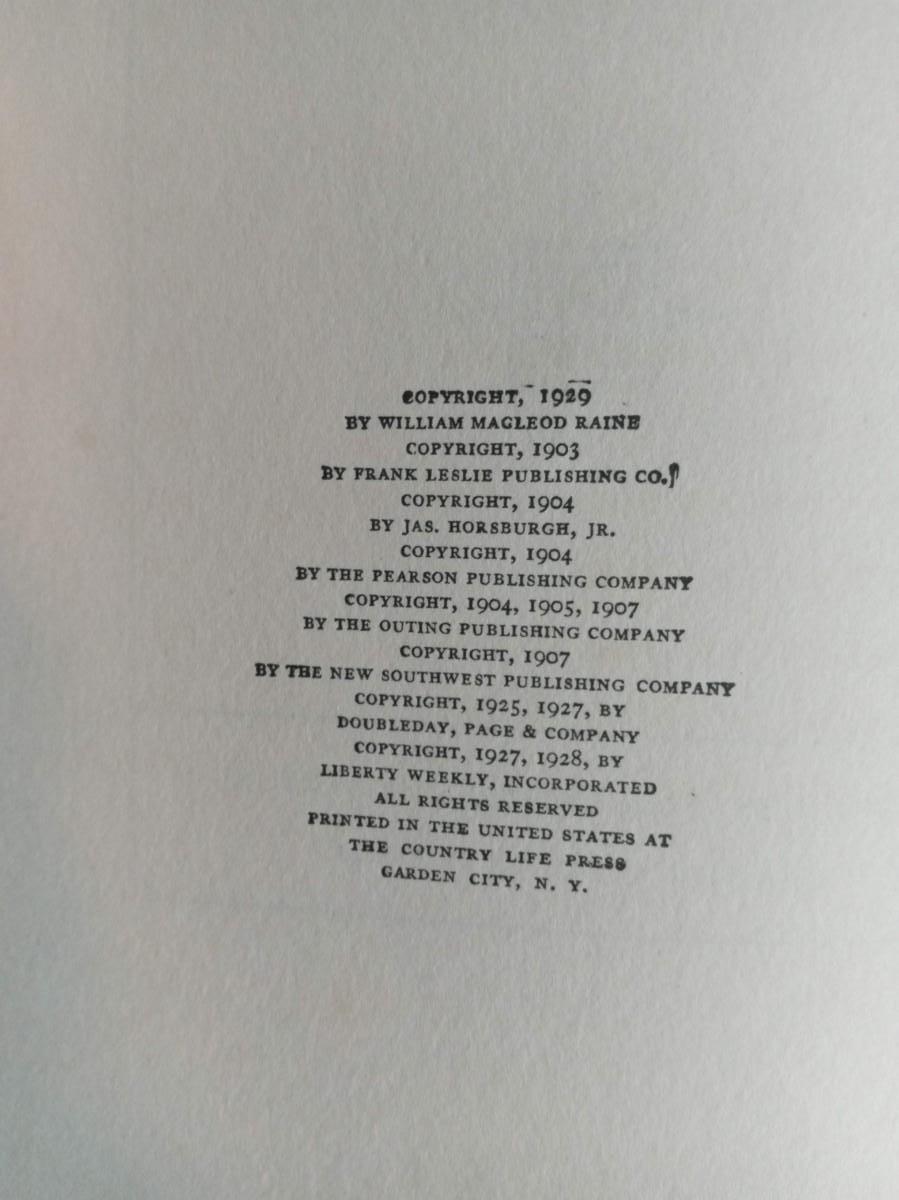 COPYRIGHT, 1929
BY WILLIAM MACLEOD RAINE
COPYRIGHT, 1903
BY FRANK LESLIE PUBLISHING CO.
COPYRIGHT, 1904
BY JAS. HORSBURGH, JR.
COPYRIGHT, 1904
BY THE PEARSON PUBLISHING COMPANY
COPYRIGHT, 1904, 1905, 1907
BY THE OUTING PUBLISHING COMPANY
COPYRIGHT, 1907
BY THE NEW SOUTHWEST PUBLISHING COMPANY
COPYRIGHT, 1925, 1927, BY
DOUBLEDAY, PAGE & COMPANY
COPYRIGHT, 1927, 1928, BY
LIBERTY WEEKLY, INCORPORATED
ALL RIGHTS RESERVED
PRINTED IN THE UNITED STATES AT
THE COUNTRY LIFE PRESS
GARDEN CITY, N. Y.